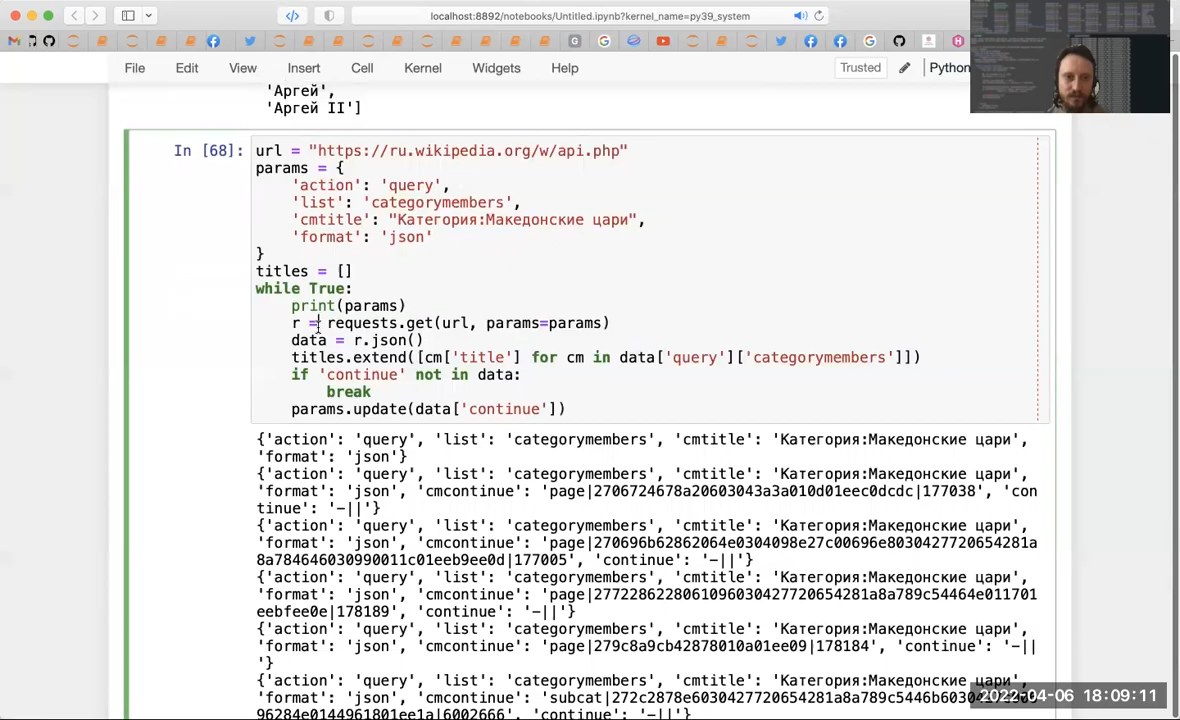 localhost:8892/notebooks/Untitled.ipynb?kernel_name=py39_system
File Edit View Insert Cell Kernel Widgets Help Trusted Python
'Аргей',
'Аргей II']
In [68]: url = "https://ru.wikipedia.org/w/api.php"
params = {
'action': 'query',
'list': 'categorymembers',
'cmtitle': "Категория:Македонские цари",
'format': 'json'
}
titles = []
while True:
print(params)
r = requests.get(url, params=params)
data = r.json()
titles.extend([cm['title'] for cm in data['query']['categorymembers']])
if 'continue' not in data:
break
params.update(data['continue'])
{'action': 'query', 'list': 'categorymembers', 'cmtitle': 'Категория:Македонские цари',
'format': 'json'}
{'action': 'query', 'list': 'categorymembers', 'cmtitle': 'Категория:Македонские цари',
'format': 'json', 'cmcontinue': 'page|2706724678a20603043a3a010d01eec0dcdc|177038', 'con
tinue': '-||'}
{'action': 'query', 'list': 'categorymembers', 'cmtitle': 'Категория:Македонские цари',
'format': 'json', 'cmcontinue': 'page|270696b62862064e0304098e27c00696e8030427720654281a
8a784646030990011c01eeb9ee0d|177005', 'continue': '-||'}
{'action': 'query', 'list': 'categorymembers', 'cmtitle': 'Категория:Македонские цари',
'format': 'json', 'cmcontinue': 'page|2772286228061096030427720654281a8a789c54464e011701
eebfee0e|178189', 'continue': '-||'}
{'action': 'query', 'list': 'categorymembers', 'cmtitle': 'Категория:Македонские цари',
'format': 'json', 'cmcontinue': 'page|279c8a9cb42878010a01ee09|178184', 'continue': '-||
'}
{'action': 'query', 'list': 'categorymembers', 'cmtitle': 'Категория:Македонские цари',
'format': 'json', 'cmcontinue': 'subcat|272c2878e6030427720654281a8a789c5446b6030
96284e0144961801ee1a|6002666', 'continue': '-||'}
2022-04-06 18:09:11